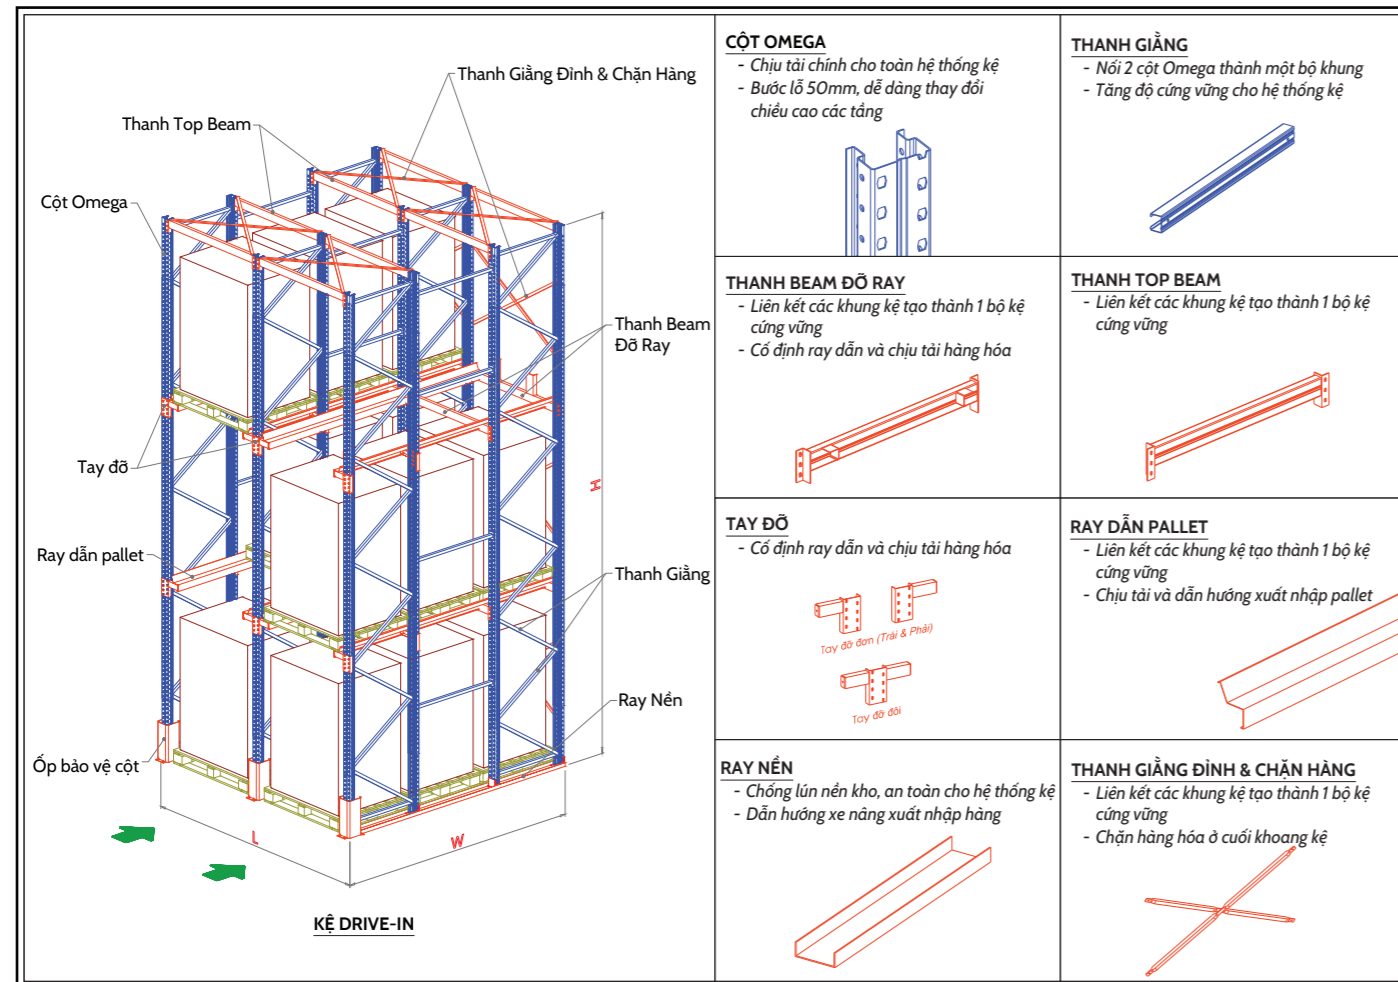 Thanh Giằng Đỉnh & Chặn Hàng
Thanh Top Beam
Cột Omega
Thanh Beam
Đỡ Ray
Tay đỡ
H
Ray dẫn pallet
Thanh Giằng
Ray Nền
Ốp bảo vệ cột
L
W
KỆ DRIVE-IN
CỘT OMEGA
- Chịu tải chính cho toàn hệ thống kệ
- Bước lỗ 50mm, dễ dàng thay đổi
chiều cao các tầng
THANH GIẰNG
- Nối 2 cột Omega thành một bộ khung
- Tăng độ cứng vững cho hệ thống kệ
THANH BEAM ĐỠ RAY
- Liên kết các khung kệ tạo thành 1 bộ kệ
cứng vững
- Cố định ray dẫn và chịu tải hàng hóa
THANH TOP BEAM
- Liên kết các khung kệ tạo thành 1 bộ kệ
cứng vững
TAY ĐỠ
- Cố định ray dẫn và chịu tải hàng hóa
Tay đỡ đơn (Trái & Phải)
Tay đỡ đôi
RAY DẪN PALLET
- Liên kết các khung kệ tạo thành 1 bộ kệ
cứng vững
- Chịu tải và dẫn hướng xuất nhập pallet
RAY NỀN
- Chống lún nền kho, an toàn cho hệ thống kệ
- Dẫn hướng xe nâng xuất nhập hàng
THANH GIẰNG ĐỈNH & CHẶN HÀNG
- Liên kết các khung kệ tạo thành 1 bộ kệ
cứng vững
- Chặn hàng hóa ở cuối khoang kệ